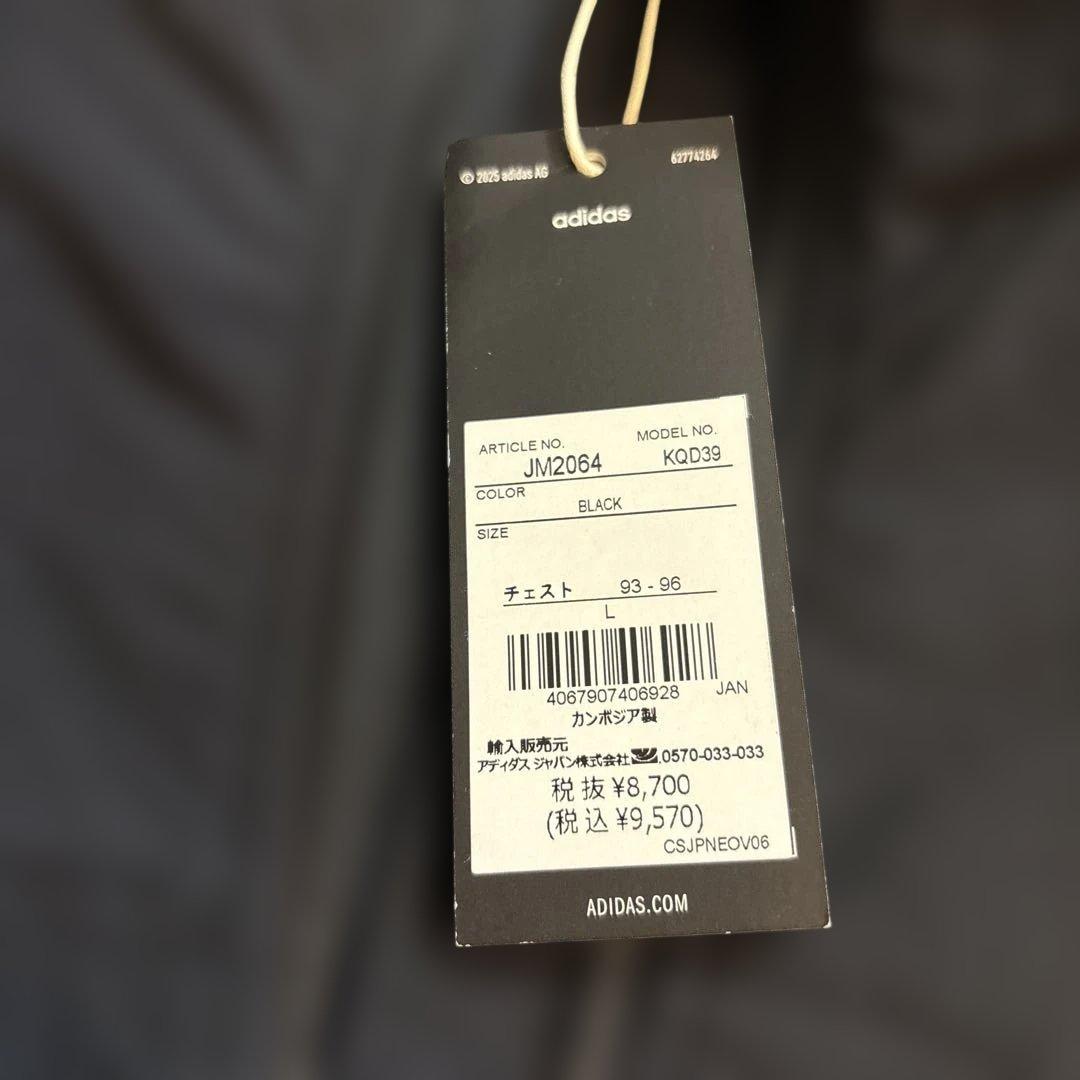 © 2025 adidas AG 62774264
adidas
ARTICLE NO. MODEL NO.
JM2064 KQD39
COLOR
BLACK
SIZE
チェスト 93 - 96
L
4067907406928 JAN
カンボジア製
輸入販売元
アディダス ジャパン株式会社 0570-033-033
税抜 ¥8,700
(税込 ¥9,570)
CSJPNEOV06
ADIDAS.COM